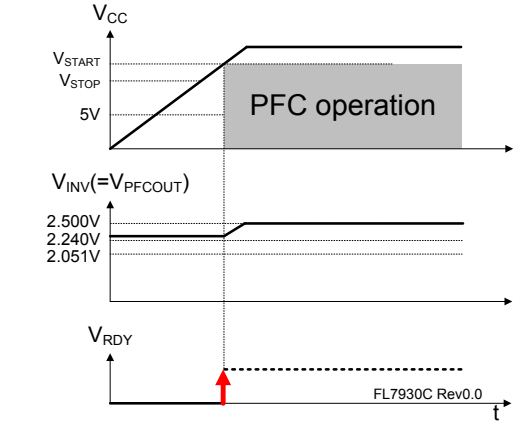 VCC
VSTART
VSTOP
5V
PFC operation
VINV(=VPFCOUT)
2.500V
2.240V
2.051V
VRDY
FL7930C Rev0.0
t